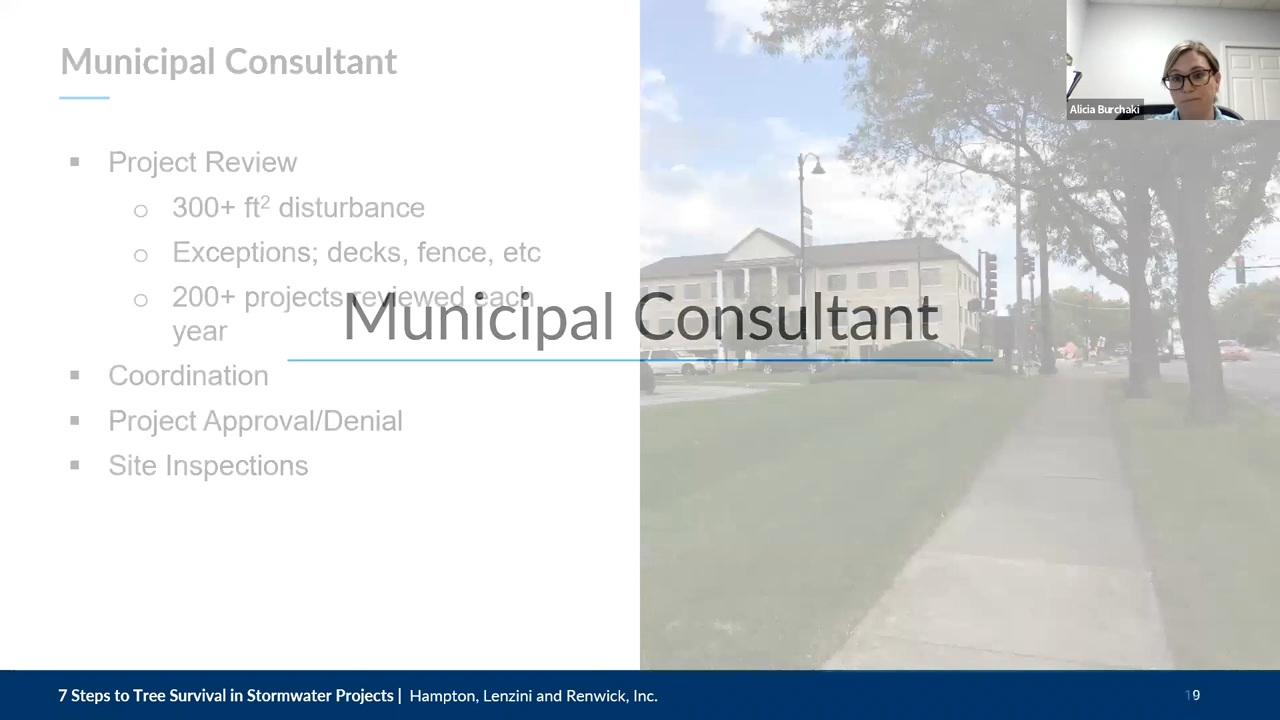 Municipal Consultant
Alicia Burchaki
▪ Project Review
o 300+ ft² disturbance
o Exceptions; decks, fence, etc
o 200+ projects reviewed each
year
Municipal Consultant
▪ Coordination
▪ Project Approval/Denial
▪ Site Inspections
7 Steps to Tree Survival in Stormwater Projects | Hampton, Lenzini and Renwick, Inc.
19